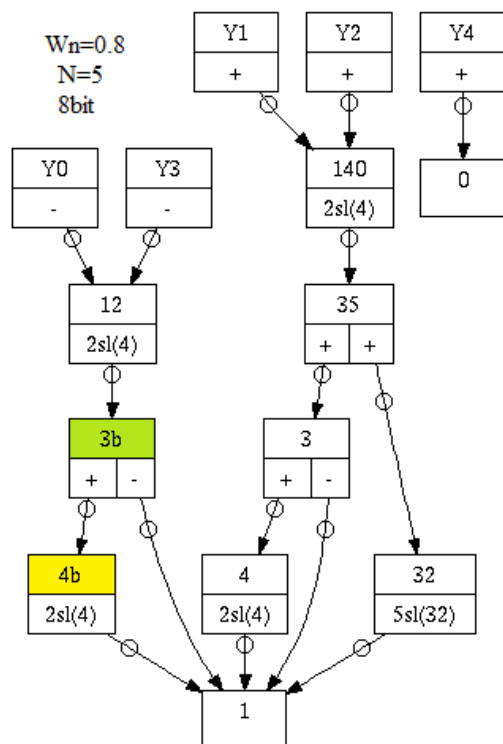 Wn=0.8
N=5
8bit
Y1
+
Y2
+
Y4
+
Y0
-
Y3
-
140
2sl(4)
0
12
2sl(4)
35
+ +
3b
+ -
3
+ -
4b
2sl(4)
4
2sl(4)
32
5sl(32)
1